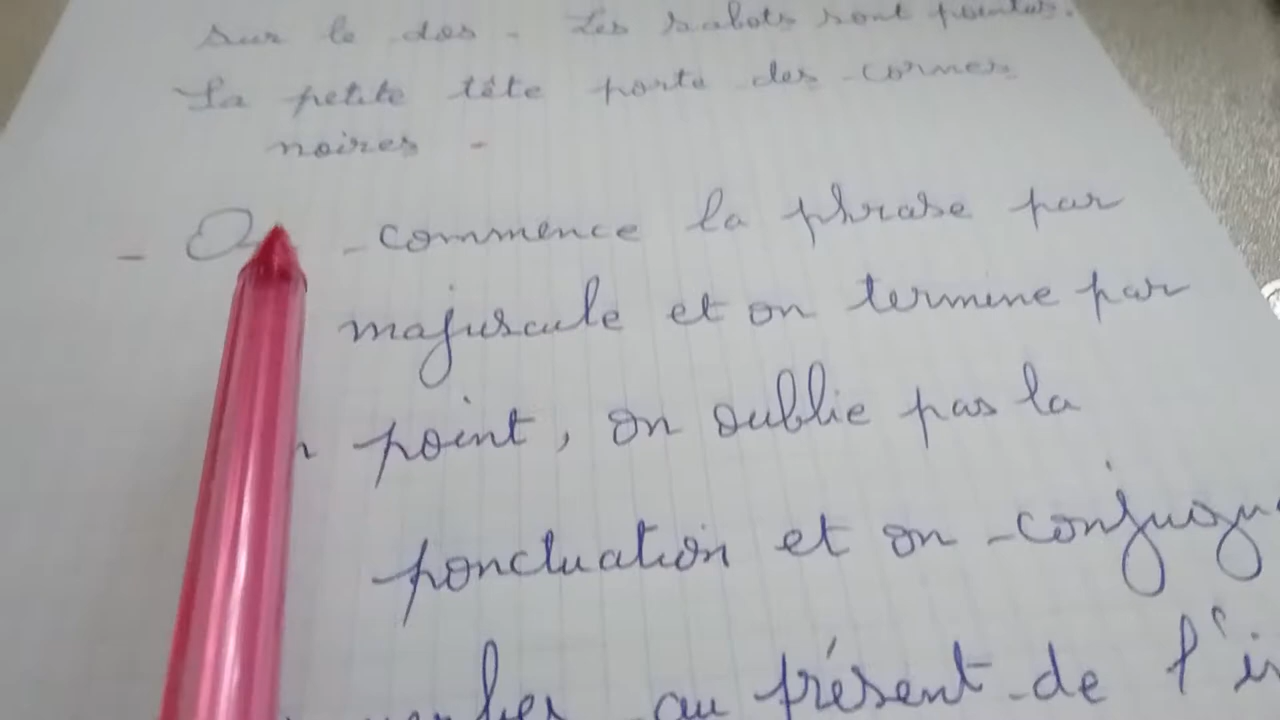 sur le dos. Les sabots sont pointus.
La petite tête porte des cornes
noires.
- On commence la phrase par
majuscule et on termine par
point, on oublie pas la
ponctuation et on conjugu
au présent de l'i